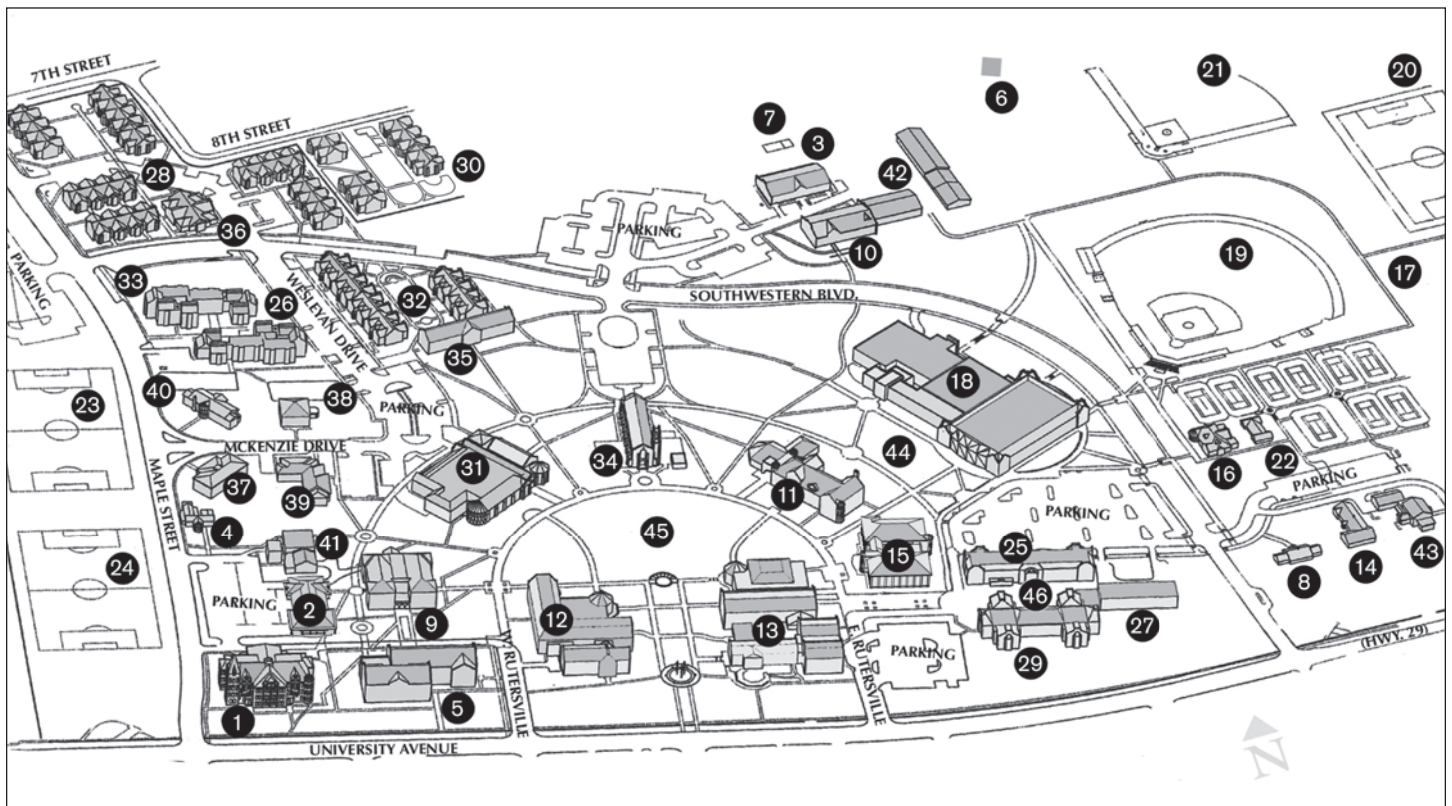 7TH STREET
8TH STREET
21
20
6
7
3
42
28
30
36
PARKING
10
19
17
PARKING
33
26
WESLEYAN DRIVE
32
SOUTHWESTERN BLVD.
35
18
23
40
38
PARKING
MCKENZIE DRIVE
31
34
44
16
22
PARKING
11
MAPLE STREET
37
39
4
41
45
PARKING
15
25
8
14
43
24
PARKING
2
9
12
13
46
27
W. RUTERSVILLE
E. RUTERSVILLE
PARKING
29
(HWY. 29)
1
5
UNIVERSITY AVENUE
N